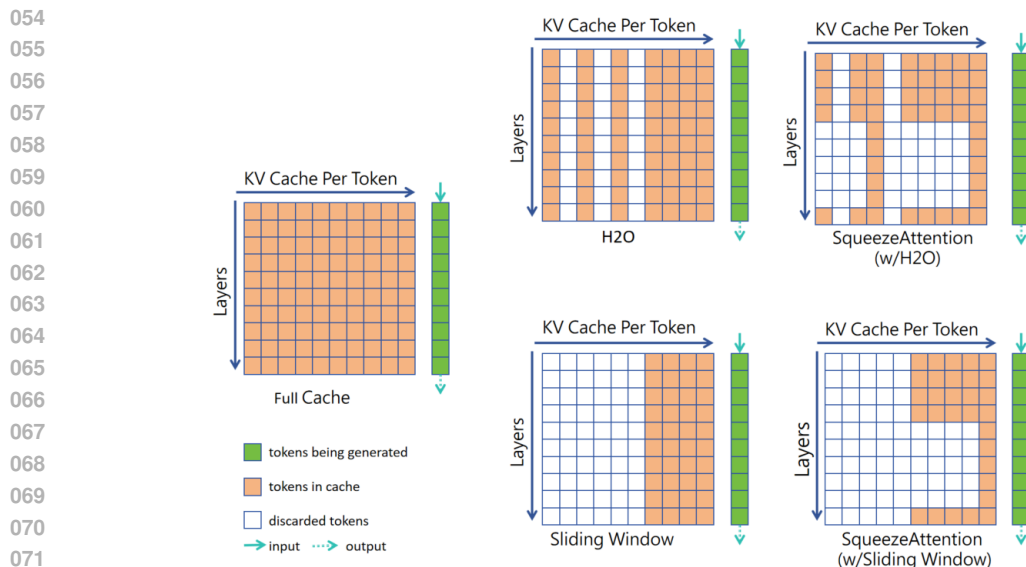 054
055
056
057
058
059
060
061
062
063
064
065
066
067
068
069
070
071
KV Cache Per Token
Layers
Full Cache
tokens being generated
tokens in cache
discarded tokens
input
output
KV Cache Per Token
Layers
H2O
KV Cache Per Token
Layers
SqueezeAttention
(w/H2O)
KV Cache Per Token
Layers
Sliding Window
KV Cache Per Token
Layers
SqueezeAttention
(w/Sliding Window)